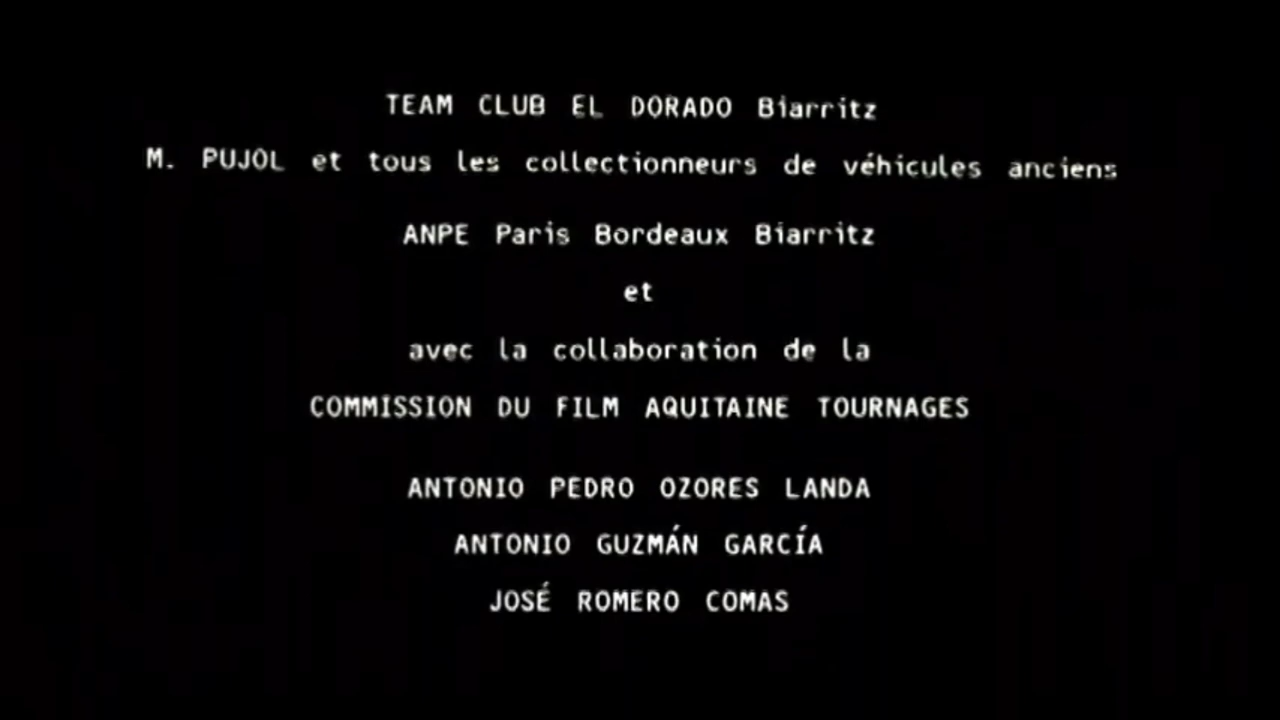 TEAM CLUB EL DORADO Biarritz
M. PUJOL et tous les collectionneurs de véhicules anciens
ANPE Paris Bordeaux Biarritz
et
avec la collaboration de la
COMMISSION DU FILM AQUITAINE TOURNAGES
ANTONIO PEDRO OZORES LANDA
ANTONIO GUZMÁN GARCÍA
JOSÉ ROMERO COMAS